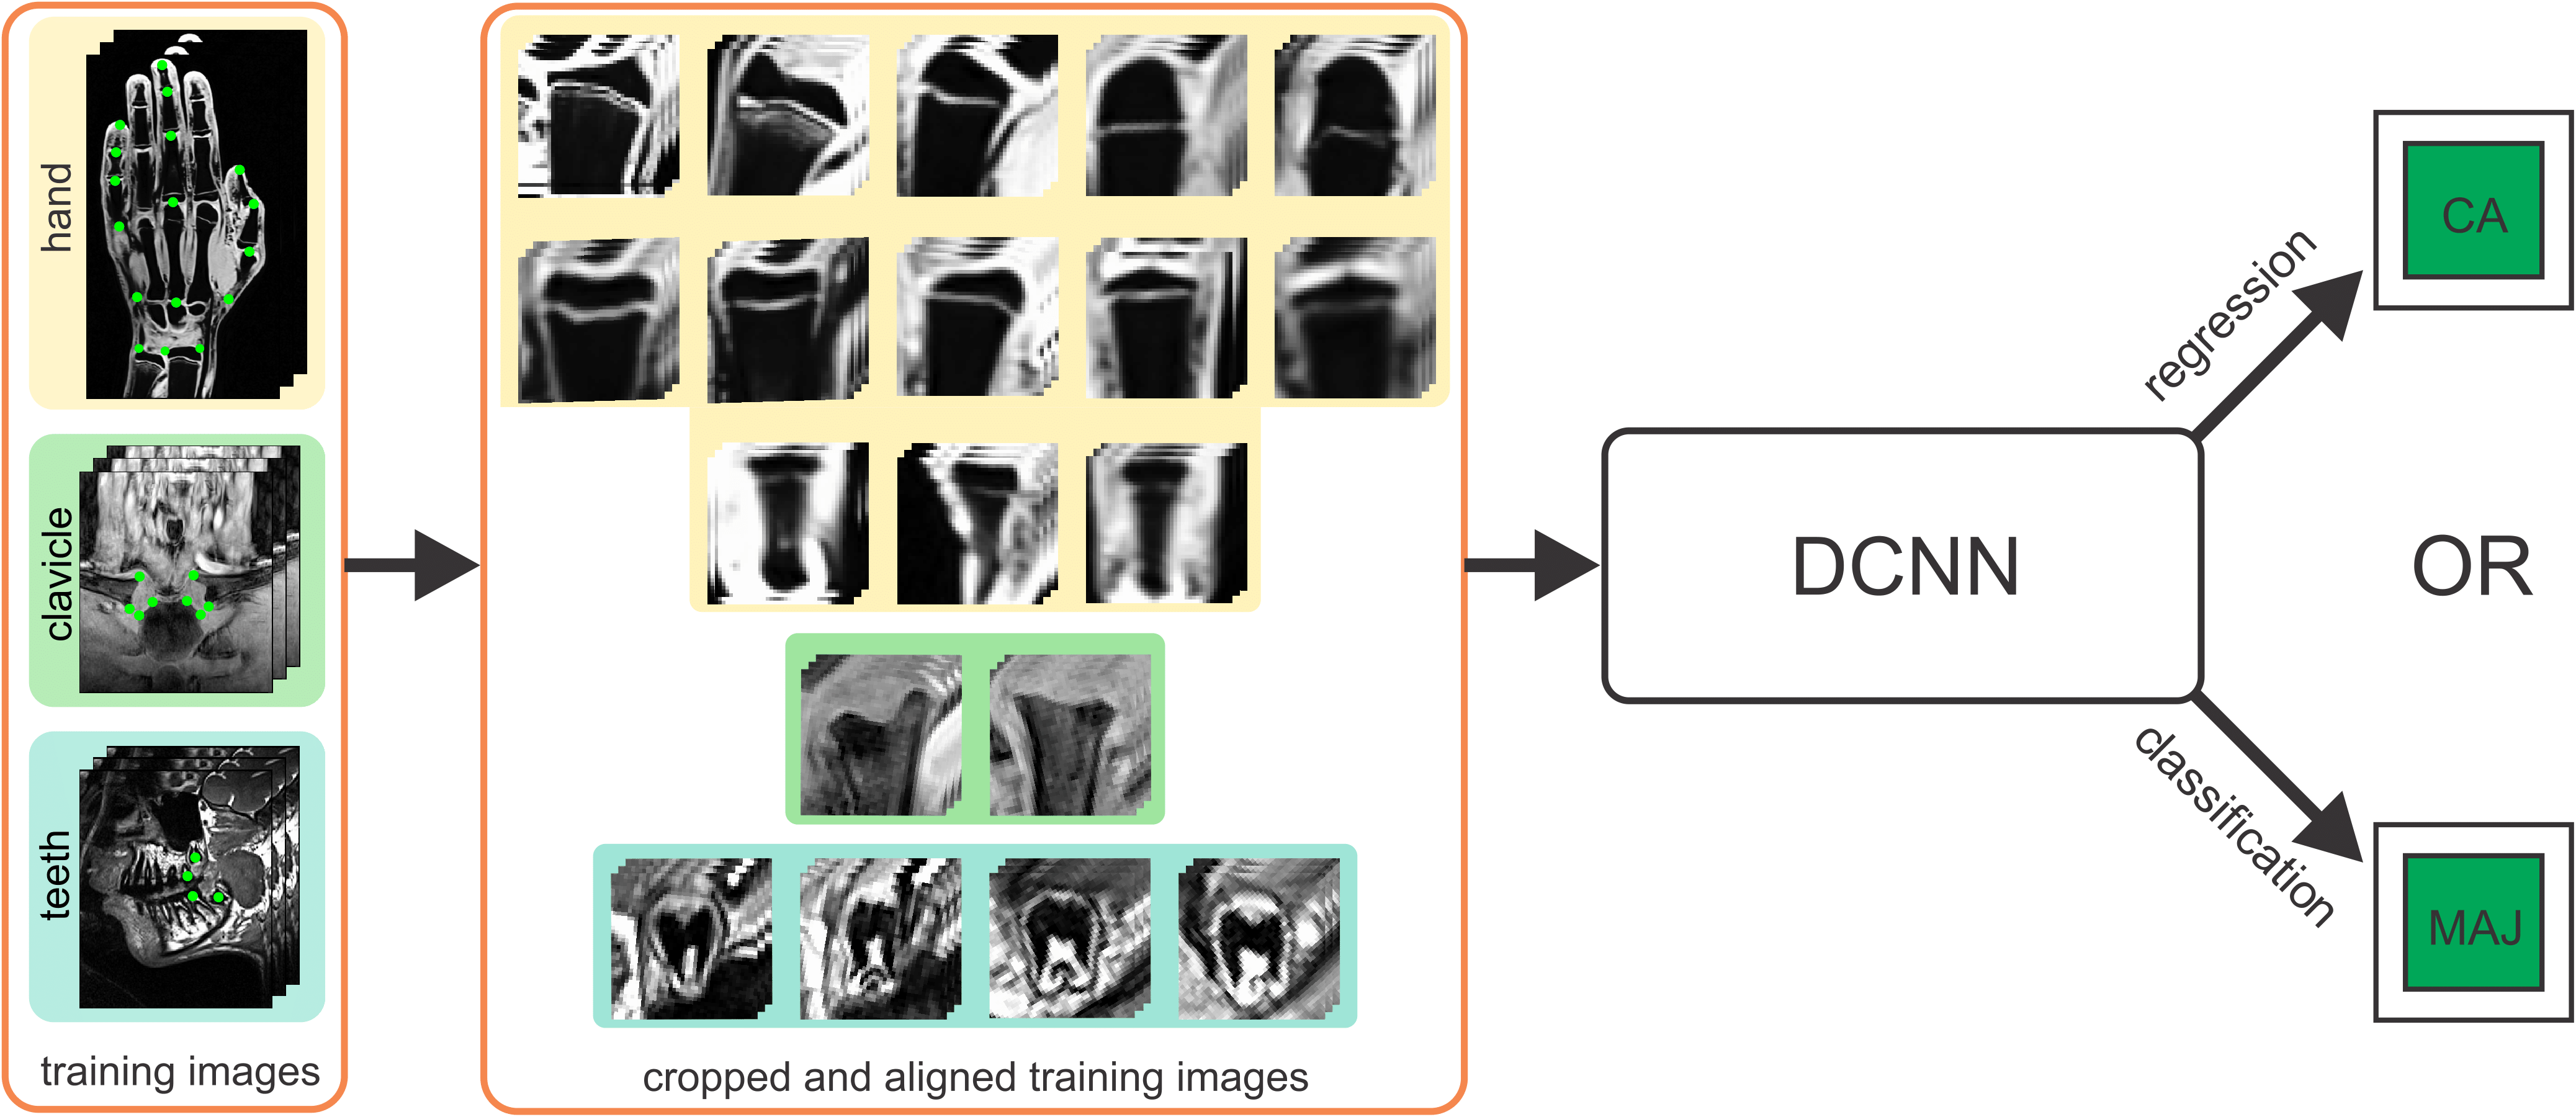 hand
clavicle
teeth
training images
cropped and aligned training images
DCNN
regression
classification
CA
OR
MAJ